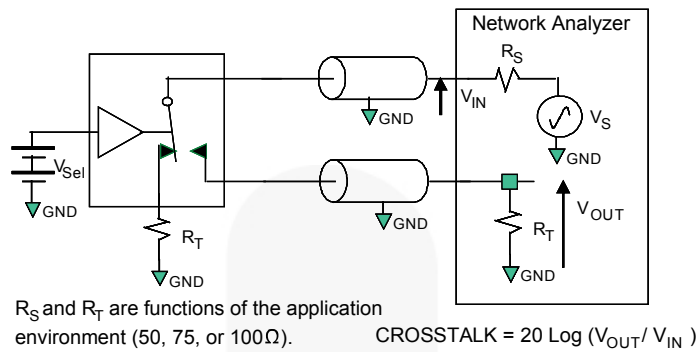 Network Analyzer
R_S
V_IN
V_S
GND
GND
V_Sel
GND
V_OUT
R_T
GND
R_T
GND
GND
GND
R_S and R_T are functions of the application
environment (50, 75, or 100Ω).
CROSSTALK = 20 Log (V_OUT/ V_IN )